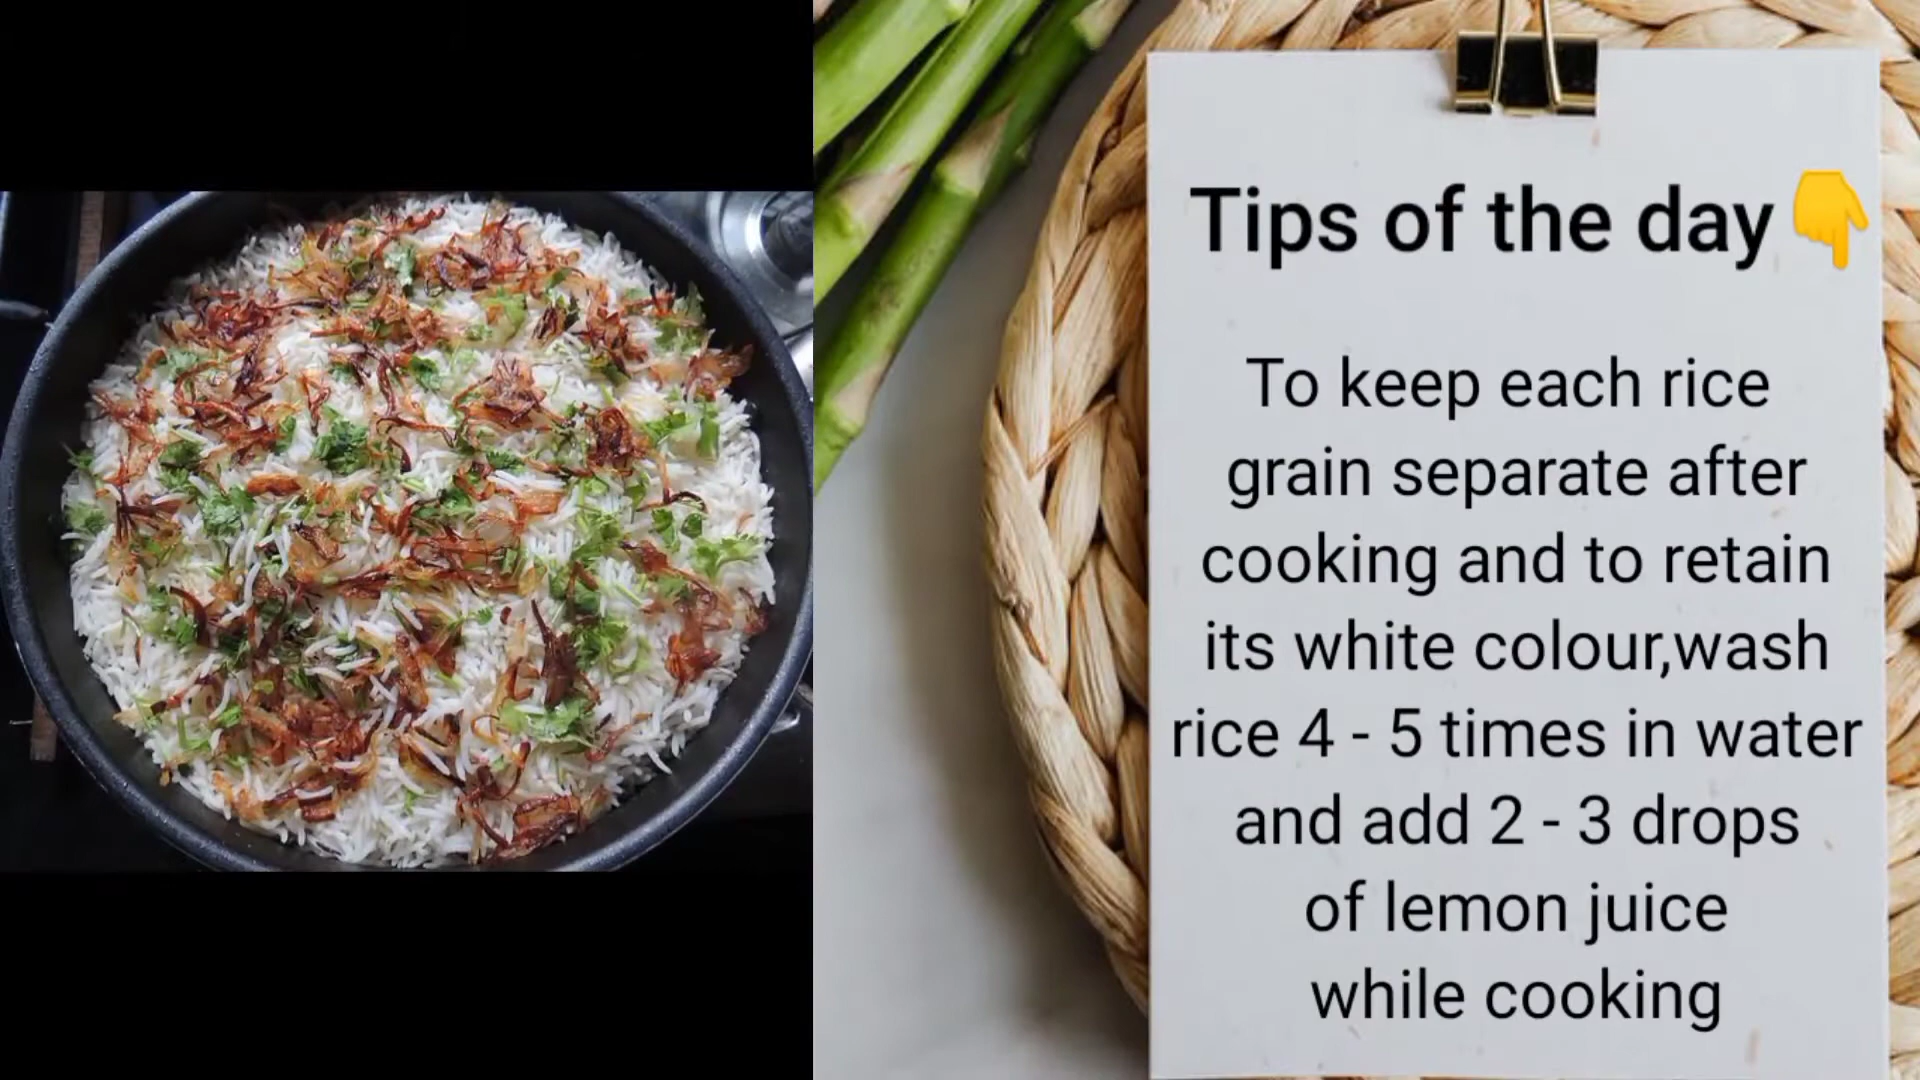 Tips of the day👇
To keep each rice
grain separate after
cooking and to retain
its white colour,wash
rice 4 - 5 times in water
and add 2 - 3 drops
of lemon juice
while cooking